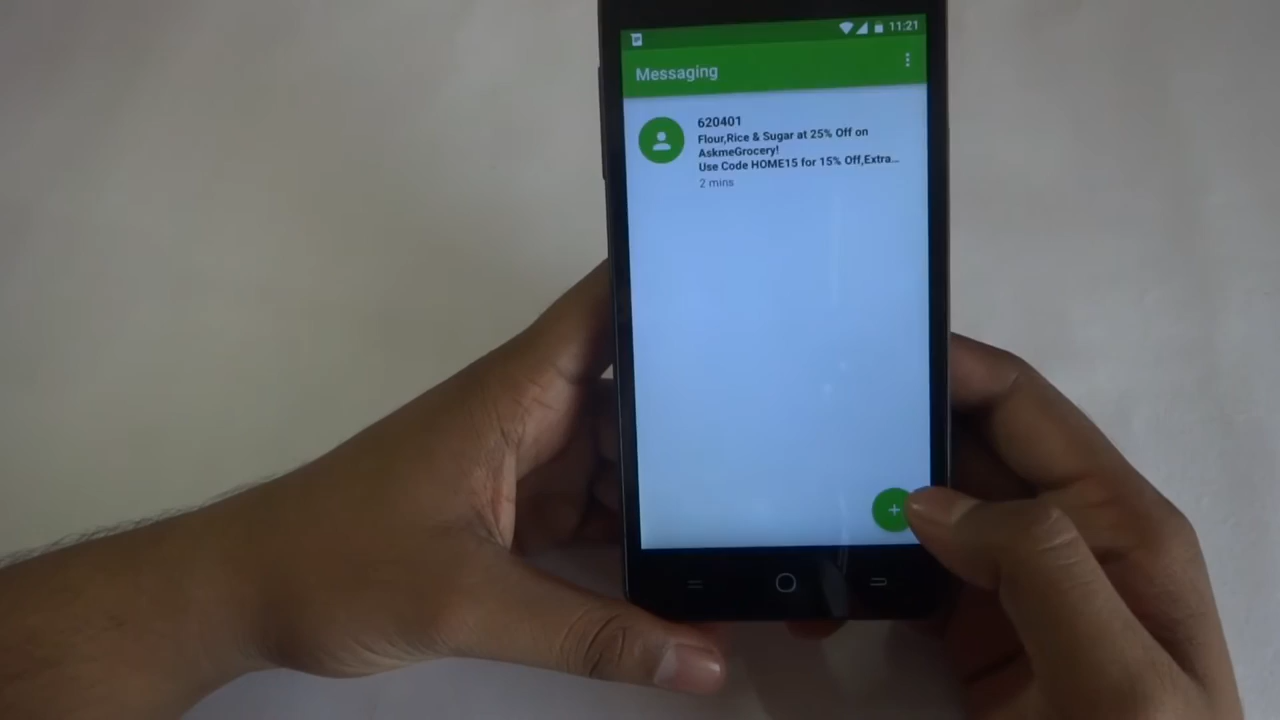 11:21
Messaging
620401
Flour,Rice & Sugar at 25% Off on
AskmeGrocery!
Use Code HOME15 for 15% Off,Extra...
2 mins